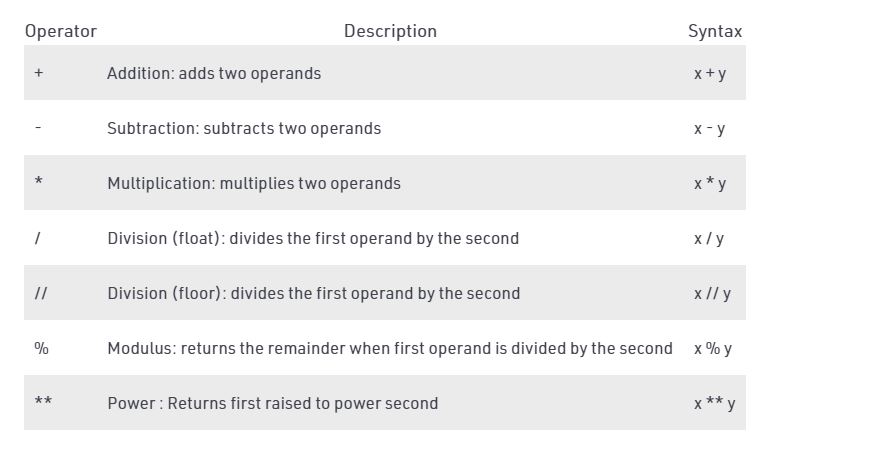 Operator Description Syntax
+ Addition: adds two operands x + y
- Subtraction: subtracts two operands x - y
* Multiplication: multiplies two operands x * y
/ Division (float): divides the first operand by the second x / y
// Division (floor): divides the first operand by the second x // y
% Modulus: returns the remainder when first operand is divided by the second x % y
** Power : Returns first raised to power second x ** y